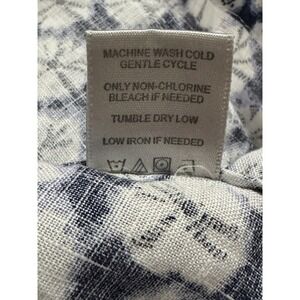 MACHINE WASH COLD
GENTLE CYCLE
ONLY NON-CHLORINE
BLEACH IF NEEDED
TUMBLE DRY LOW
LOW IRON IF NEEDED